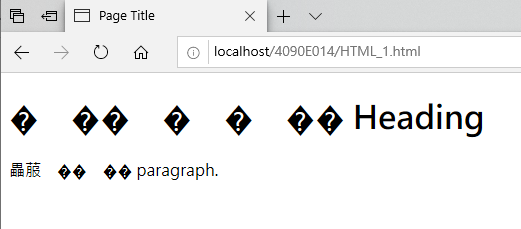 Page Title
localhost/4090E014/HTML_1.html
� �� � � �� Heading
�� �� paragraph.